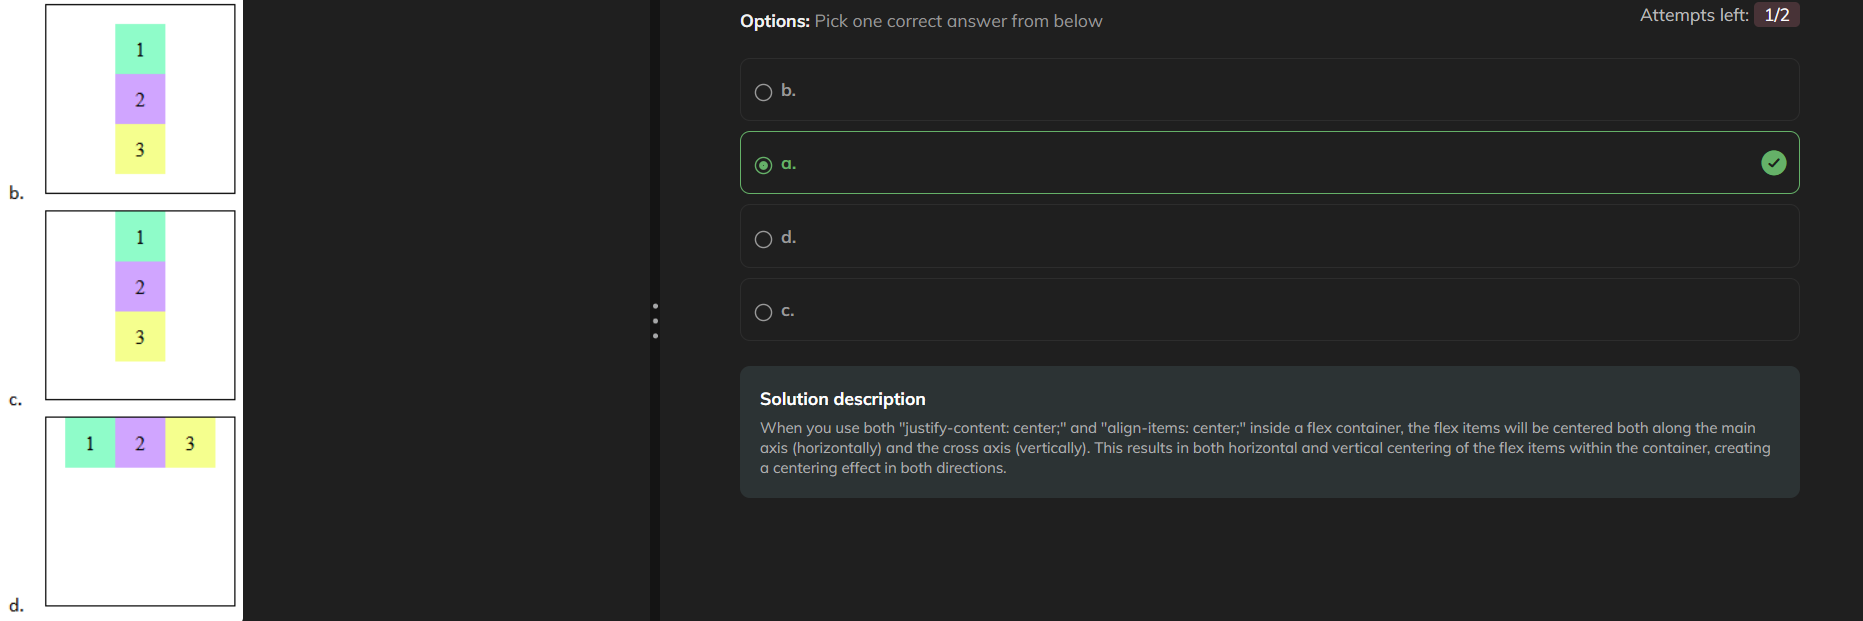 1
2
3
b.
1
2
3
c.
1 2 3
d.
Options: Pick one correct answer from below
Attempts left: 1/2
b.
a.
d.
c.
Solution description
When you use both "justify-content: center;" and "align-items: center;" inside a flex container, the flex items will be centered both along the main
axis (horizontally) and the cross axis (vertically). This results in both horizontal and vertical centering of the flex items within the container, creating
a centering effect in both directions.